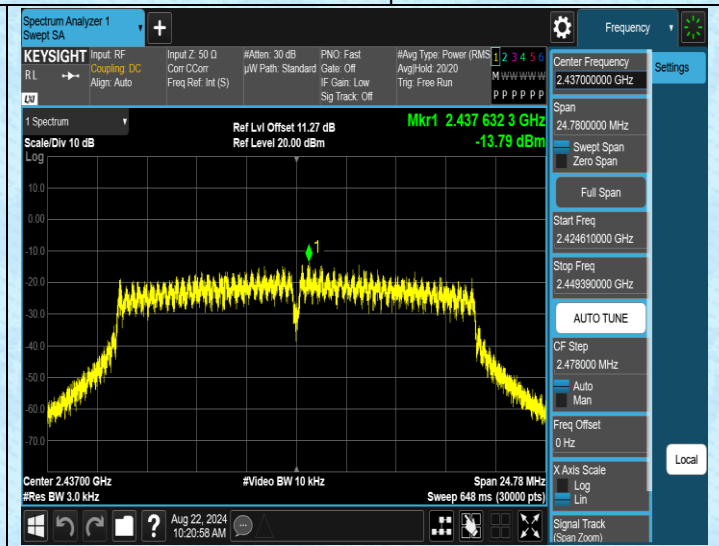 Spectrum Analyzer 1
Swept SA
+
Frequency
KEYSIGHT
RL
LXI
Input: RF
Coupling: DC
Align: Auto
Input Z: 50 Ω
Corr CCorr
Freq Ref: Int (S)
#Atten: 30 dB
µW Path: Standard
PNO: Fast
Gate: Off
IF Gain: Low
Sig Track: Off
#Avg Type: Power (RMS
Avg|Hold: 20/20
Trig: Free Run
1 2 3 4 5 6
M W W W W W
P P P P P P
1 Spectrum
Scale/Div 10 dB
Log
Ref Lvl Offset 11.27 dB
Ref Level 20.00 dBm
Mkr1 2.437 632 3 GHz
-13.79 dBm
10.0
0.00
-10.0
-20.0
-30.0
-40.0
-50.0
-60.0
-70.0
1
Center 2.43700 GHz
#Res BW 3.0 kHz
#Video BW 10 kHz
Span 24.78 MHz
Sweep 648 ms (30000 pts)
Aug 22, 2024
10:20:58 AM
?
Center Frequency
2.437000000 GHz
Settings
Span
24.7800000 MHz
Swept Span
Zero Span
Full Span
Start Freq
2.424610000 GHz
Stop Freq
2.449390000 GHz
AUTO TUNE
CF Step
2.478000 MHz
Auto
Man
Freq Offset
0 Hz
X Axis Scale
Log
Lin
Local
Signal Track
(Span Zoom)